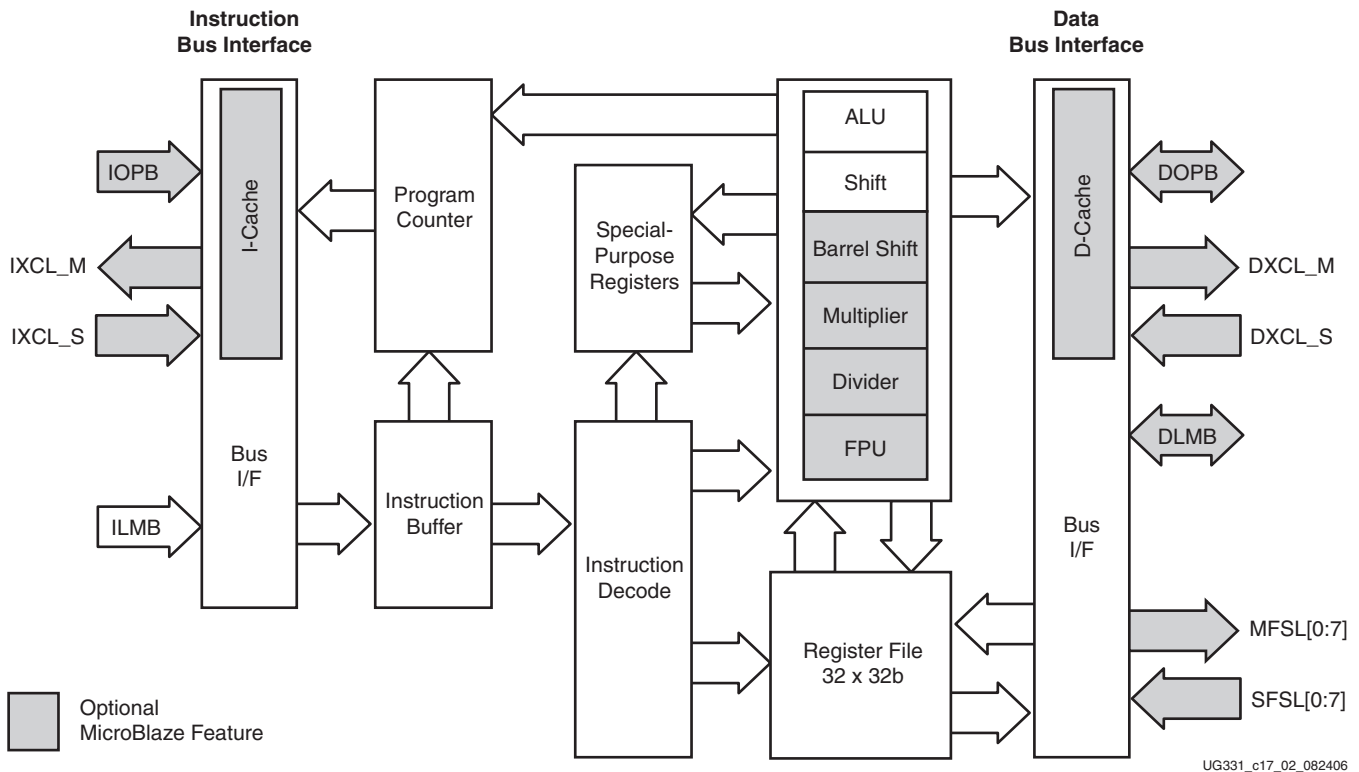 Instruction
Bus Interface
Data
Bus Interface
IOPB
IXCL_M
IXCL_S
ILMB
I-Cache
Bus
I/F
Program
Counter
Instruction
Buffer
Special-
Purpose
Registers
Instruction
Decode
ALU
Shift
Barrel Shift
Multiplier
Divider
FPU
Register File
32 x 32b
D-Cache
Bus
I/F
DOPB
DXCL_M
DXCL_S
DLMB
MFSL[0:7]
SFSL[0:7]
Optional
MicroBlaze Feature
UG331_c17_02_082406